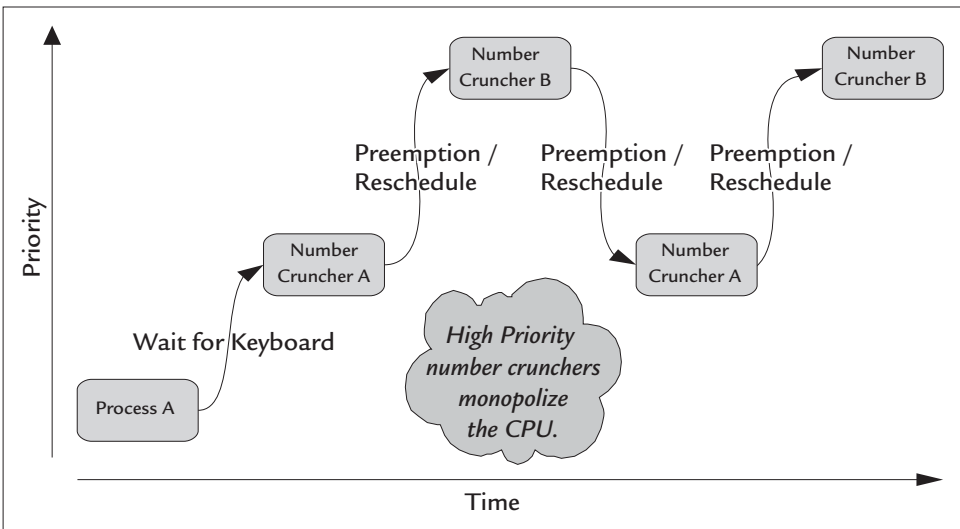 Number
Cruncher B
Number
Cruncher B
Preemption /
Reschedule
Preemption /
Reschedule
Preemption /
Reschedule
Priority
Number
Cruncher A
Number
Cruncher A
Wait for Keyboard
High Priority
number crunchers
monopolize
the CPU.
Process A
Time